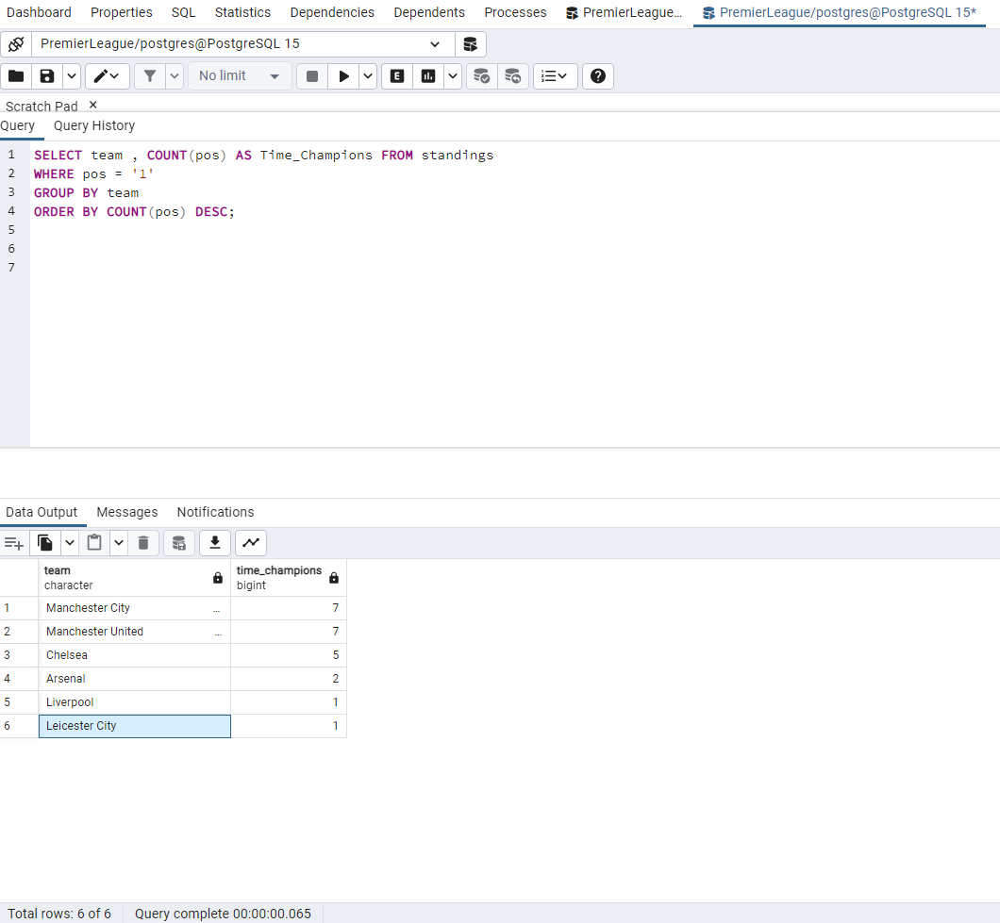 Dashboard Properties SQL Statistics Dependencies Dependents Processes PremierLeague... PremierLeague/postgres@PostgreSQL 15*
PremierLeague/postgres@PostgreSQL 15
No limit E
Scratch Pad ×
Query Query History
1 SELECT team , COUNT(pos) AS Time_Champions FROM standings
2 WHERE pos = '1'
3 GROUP BY team
4 ORDER BY COUNT(pos) DESC;
5
6
7
Data Output Messages Notifications
team time_champions
character bigint
1 Manchester City ... 7
2 Manchester United ... 7
3 Chelsea 5
4 Arsenal 2
5 Liverpool 1
6 Leicester City 1
Total rows: 6 of 6 Query complete 00:00:00.065